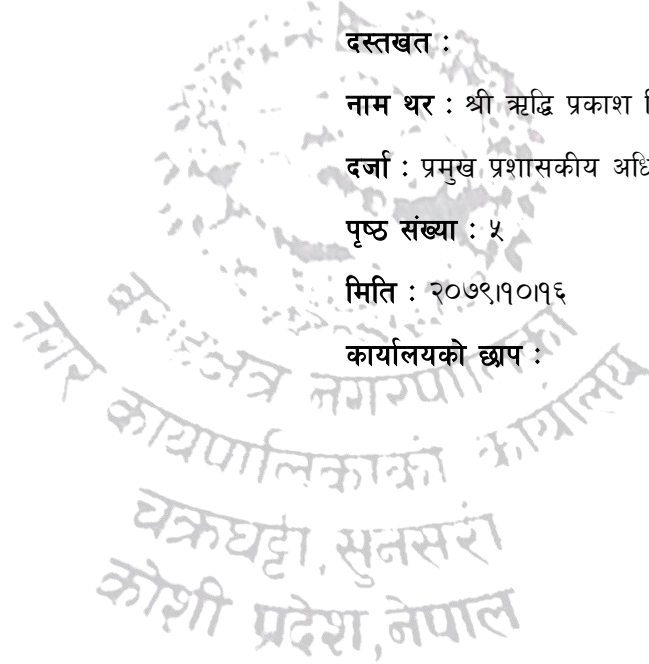 दस्तखत :
नाम थर : श्री ऋद्धि प्रकाश
दर्जा : प्रमुख प्रशासकीय
पृष्ठ संख्या : ५
मिति : २०७९।१०।१६
कार्यालयको छाप :
नगरपालिका
नगर कार्यपालिकाको कार्यालय
चक्रघट्टी, सुनसरी
कोशी प्रदेश, नेपाल